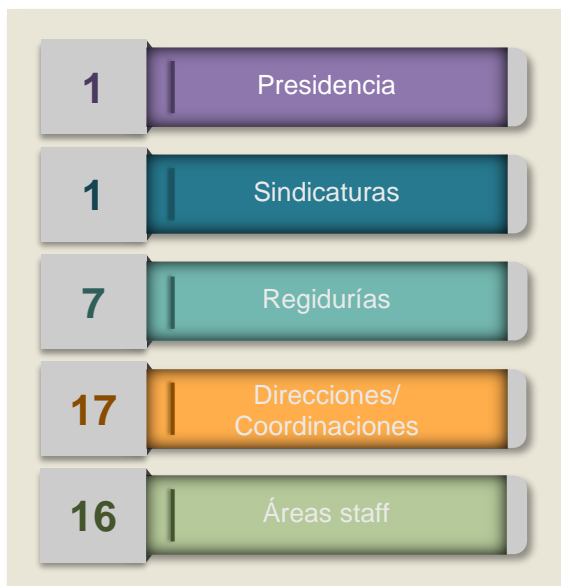 1
Presidencia
1
Sindicaturas
7
Regidurías
17
Direcciones/
Coordinaciones
16
Áreas staff